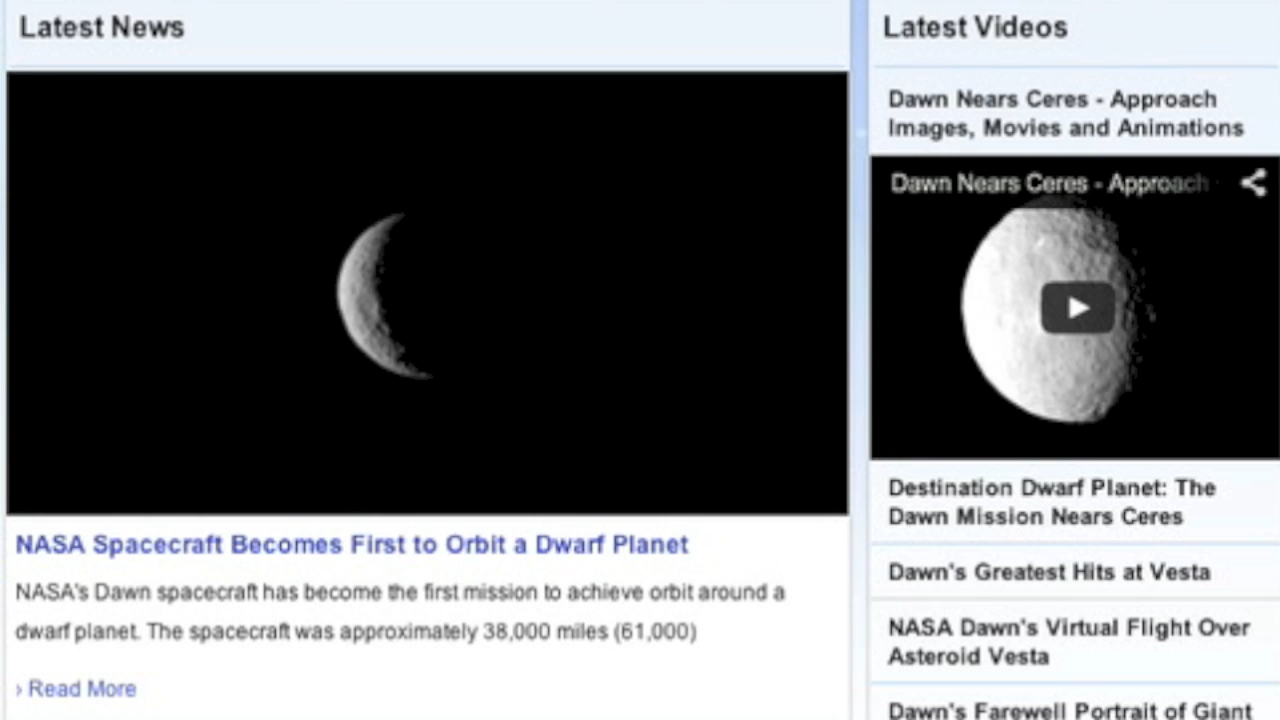 Latest News
NASA Spacecraft Becomes First to Orbit a Dwarf Planet
NASA's Dawn spacecraft has become the first mission to achieve orbit around a
dwarf planet. The spacecraft was approximately 38,000 miles (61,000)
› Read More
Latest Videos
Dawn Nears Ceres - Approach
Images, Movies and Animations
Dawn Nears Ceres - Approach
Destination Dwarf Planet: The
Dawn Mission Nears Ceres
Dawn's Greatest Hits at Vesta
NASA Dawn's Virtual Flight Over
Asteroid Vesta
Dawn's Farewell Portrait of Giant